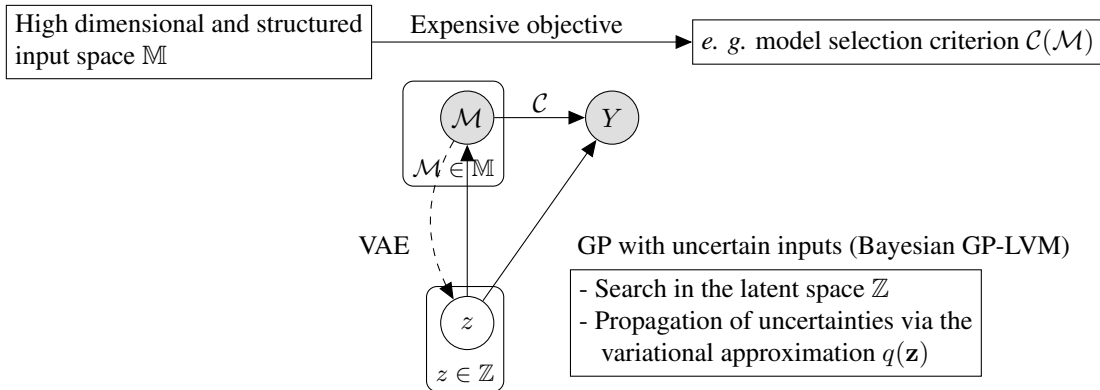 High dimensional and structured
input space 𝕄
Expensive objective
e. g. model selection criterion 𝒞(ℳ)
ℳ
𝒞
Y
ℳ ∈ 𝕄
VAE
GP with uncertain inputs (Bayesian GP-LVM)
- Search in the latent space ℤ
- Propagation of uncertainties via the
variational approximation q(𝐳)
z
z ∈ ℤ